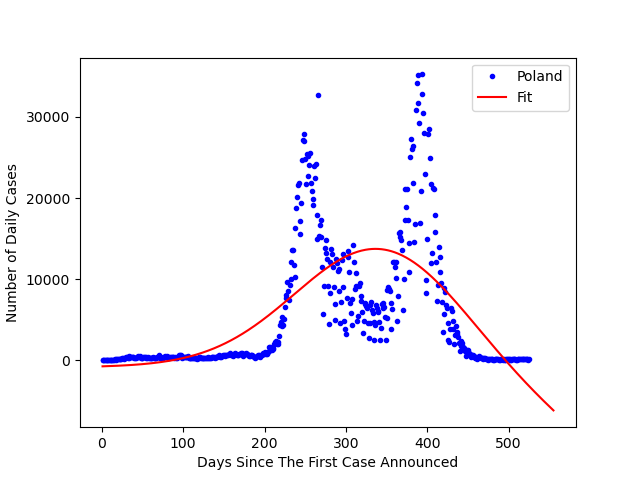 Poland
Fit
30000
20000
10000
0
0 100 200 300 400 500
Number of Daily Cases
Days Since The First Case Announced